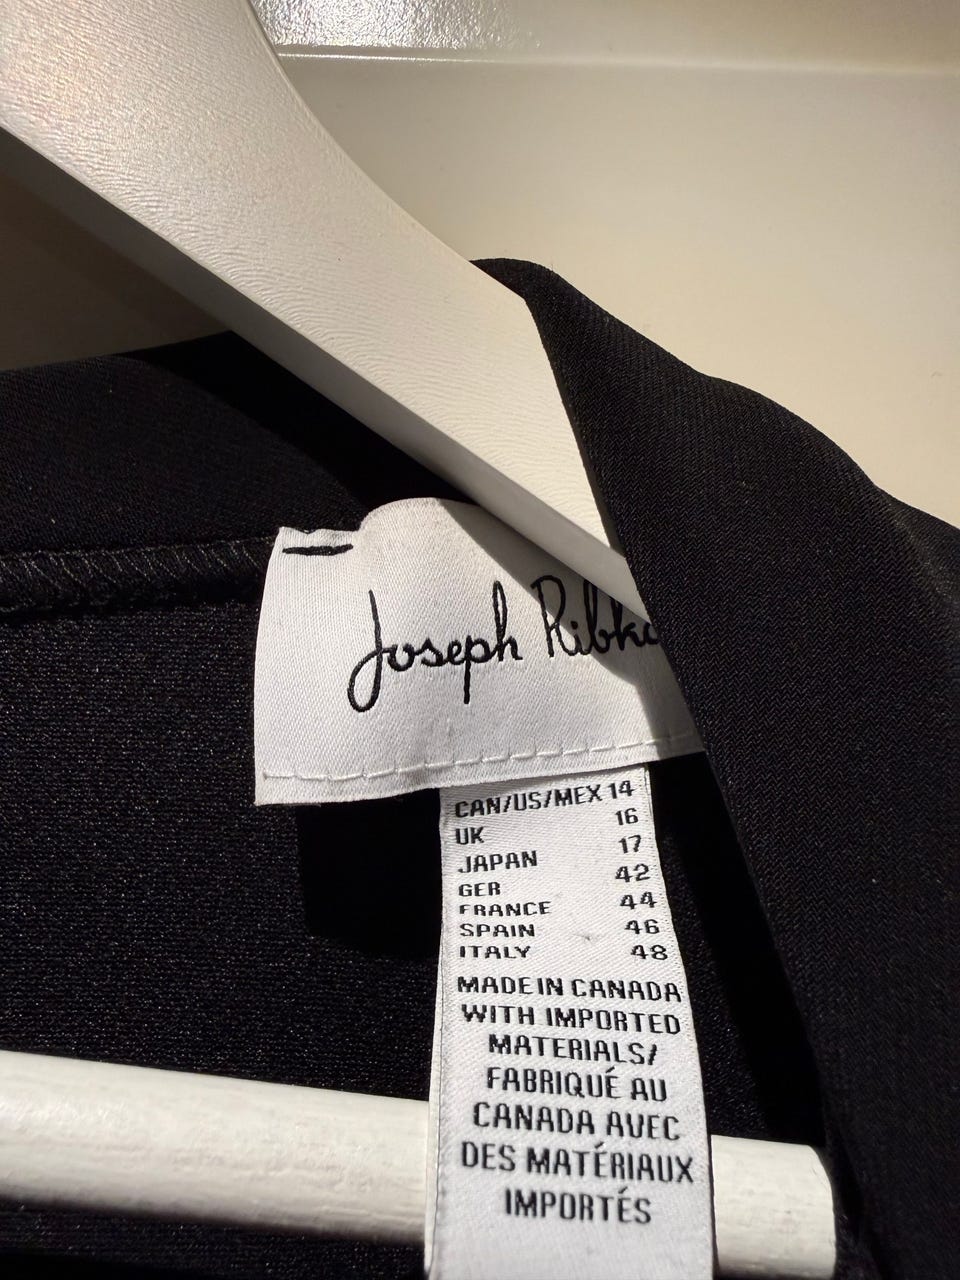 Joseph Ribko
CAN/US/MEX 14
UK 16
JAPAN 17
GER 42
FRANCE 44
SPAIN 46
ITALY 48
MADE IN CANADA
WITH IMPORTED
MATERIALS/
FABRIQUÉ AU
CANADA AVEC
DES MATÉRIAUX
IMPORTÉS